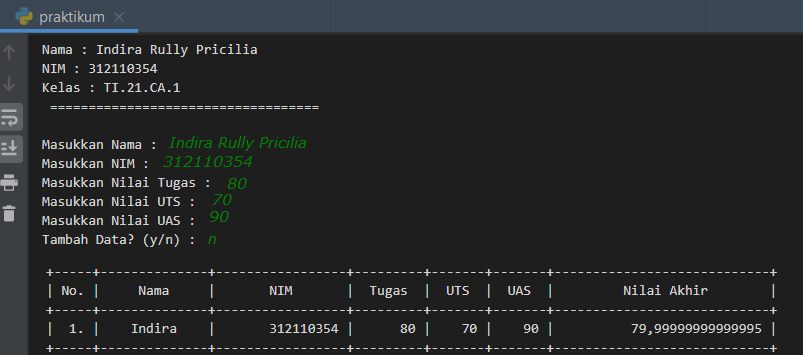 praktikum
Nama : Indira Rully Pricilia
NIM : 312110354
Kelas : TI.21.CA.1
===================================
Masukkan Nama : Indira Rully Pricilia
Masukkan NIM : 312110354
Masukkan Nilai Tugas : 80
Masukkan Nilai UTS : 70
Masukkan Nilai UAS : 90
Tambah Data? (y/n) : n
+-----+--------------+-----------------+---------+-------+-------+----------------------------+
| No. | Nama | NIM | Tugas | UTS | UAS | Nilai Akhir |
+-----+--------------+-----------------+---------+-------+-------+----------------------------+
| 1. | Indira | 312110354 | 80 | 70 | 90 | 79,99999999999995 |
+-----+--------------+-----------------+---------+-------+-------+----------------------------+